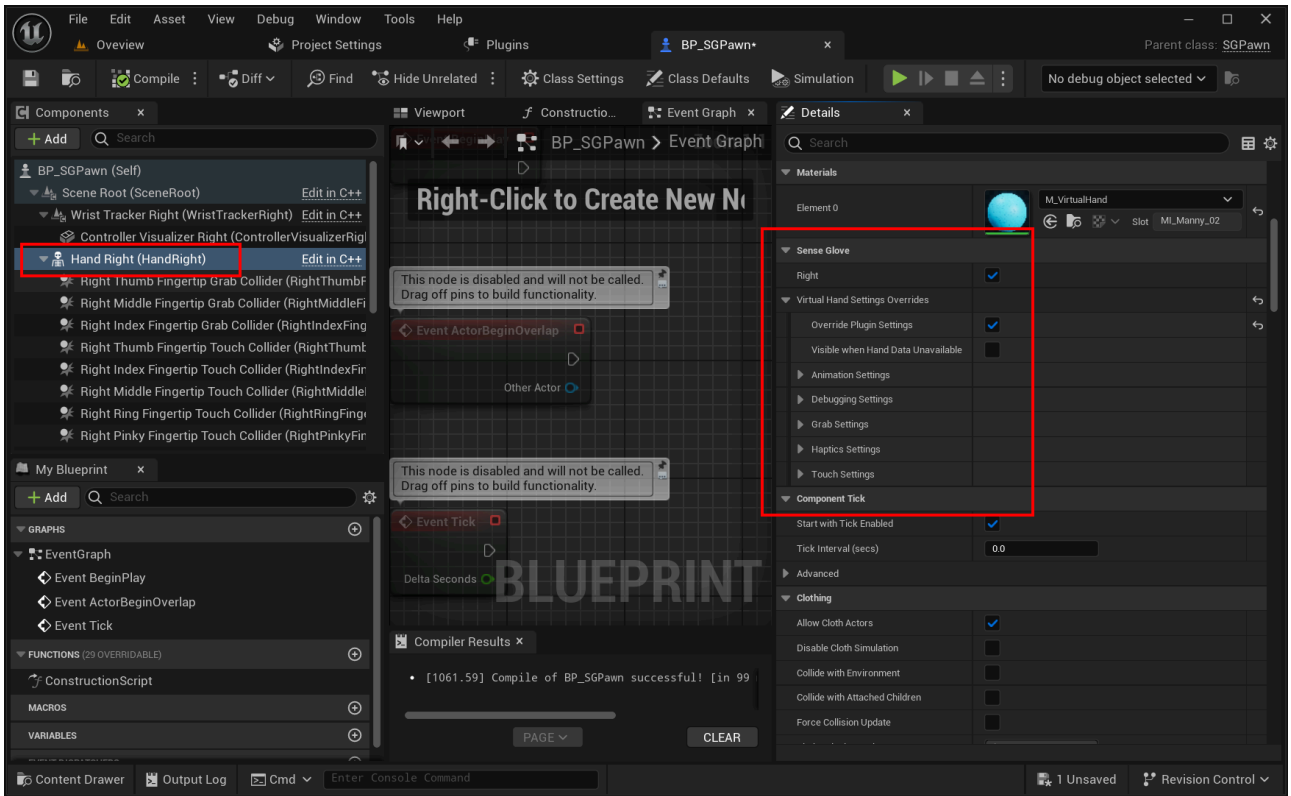 File Edit Asset View Debug Window Tools Help
Oveview Project Settings Plugins BP_SGPawn* Parent class: SGPawn
Compile Diff Find Hide Unrelated Class Settings Class Defaults Simulation No debug object selected
Components
Add Search
BP_SGPawn (Self)
Scene Root (SceneRoot) Edit in C++
Wrist Tracker Right (WristTrackerRight) Edit in C++
Controller Visualizer Right (ControllerVisualizerRigl
Hand Right (HandRight) Edit in C++
Right Thumb Fingertip Grab Collider (RightThumbF
Right Middle Fingertip Grab Collider (RightMiddleFi
Right Index Fingertip Grab Collider (RightIndexFing
Right Thumb Fingertip Touch Collider (RightThumb
Right Index Fingertip Touch Collider (RightIndexFin
Right Middle Fingertip Touch Collider (RightMiddle
Right Ring Fingertip Touch Collider (RightRingFinge
Right Pinky Fingertip Touch Collider (RightPinkyFin
My Blueprint
Add Search
GRAPHS
EventGraph
Event BeginPlay
Event ActorBeginOverlap
Event Tick
FUNCTIONS (29 OVERRIDABLE)
ConstructionScript
MACROS
VARIABLES
Viewport Constructio... Event Graph
BP_SGPawn > Event Graph
Right-Click to Create New No
This node is disabled and will not be called.
Drag off pins to build functionality.
Event ActorBeginOverlap
Other Actor
This node is disabled and will not be called.
Drag off pins to build functionality.
Event Tick
Delta Seconds
BLUEPRINT
Compiler Results
• [1061.59] Compile of BP_SGPawn successful! [in 99
PAGE CLEAR
Details
Search
Materials
Element 0 M_VirtualHand
Slot MI_Manny_02
Sense Glove
Right
Virtual Hand Settings Overrides
Override Plugin Settings
Visible when Hand Data Unavailable
Animation Settings
Debugging Settings
Grab Settings
Haptics Settings
Touch Settings
Component Tick
Start with Tick Enabled
Tick Interval (secs) 0.0
Advanced
Clothing
Allow Cloth Actors
Disable Cloth Simulation
Collide with Environment
Collide with Attached Children
Force Collision Update
Content Drawer Output Log Cmd Enter Console Command 1 Unsaved Revision Control